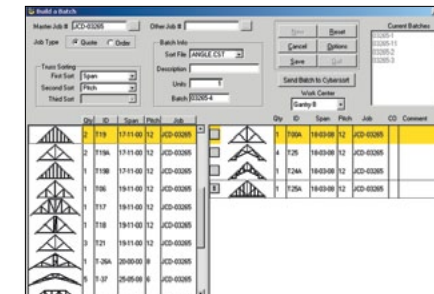 Build a Batch
Master Job # JCD-03265 ... Other Job # ...
Job Type Quote Order
Batch Info
Sort File ANGLE.CST
Description
Units 1
Batch 03265-4
Truss Sorting
First Sort Span
Second Sort Pitch
Third Sort
New Reset
Cancel Options
Save Quit
Send Batch to Cybersort
Work Center
Gantry B
Current Batches
03265-1
03265-11
03265-2
03265-3
Qty ID Span Pitch Job
2 T19 17-11-00 12 JCD-03265
2 T19A 17-11-00 12 JCD-03265
1 T19B 17-11-00 12 JCD-03265
1 T06 19-11-00 12 JCD-03265
1 T17 19-11-00 12 JCD-03265
1 T18 19-11-00 12 JCD-03265
3 T21 19-11-00 12 JCD-03265
1 T-26A 20-00-00 8 JCD-03265
5 T-37 25-05-08 6 JCD-03265
Qty ID Span Pitch Job CO Comment
1 T00A 18-03-08 12 JCD-03265
4 T25 18-03-08 12 JCD-03265
1 T24A 18-03-08 12 JCD-03265
1 T25A 18-03-08 12 JCD-03265